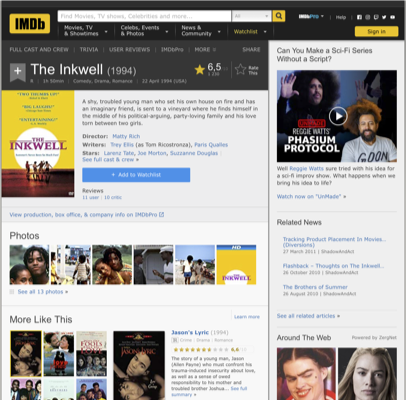 IMDb
Find Movies, TV shows, Celebrities and more...
All
Movies, TV & Showtimes
Celebs, Events & Photos
News & Community
Watchlist
IMDbPro
Help
Sign in
FULL CAST AND CREW | TRIVIA | USER REVIEWS | IMDbPro | MORE
SHARE
The Inkwell (1994)
6,5
Rate This
R | 1h 50min | Comedy, Drama, Romance | 22 April 1994 (USA)
THE INKWELL
A shy, troubled young man who set his own house on fire and has
an imaginary friend, is sent to a vineyard where he finds himself in
the middle of his political-arguing, party-loving family and his love
torn between two girls.
Director: Matty Rich
Writers: Trey Ellis (as Tom Ricostronza), Paris Qualles
Stars: Larenz Tate, Joe Morton, Suzzanne Douglas
See full cast & crew »
+ Add to Watchlist
Reviews
11 user | 10 critic
View production, box office, & company info on IMDbPro
Photos
HD
INKWELL
See all 13 photos »
More Like This
Learn more
Jason's Lyric (1994)
Crime | Drama | Romance
The story of a young man, Jason
(Allen Payne) who must confront his
trauma-induced insecurity about love,
as well as a sense of owed
responsibility to his mother and
troubled brother Joshua... See full
summary »
Can You Make a Sci-Fi Series
Without a Script?
REGGIE WATTS'
PHASIUM
PROTOCOL
Well Reggie Watts sure tried with his idea for
a sci-fi improv show. What happens when we
bring his idea to life?
Watch now on "UnMade" »
Related News
Tracking Product Placement In Movies...
(Diversions)
27 March 2011 | ShadowAndAct
Flashback – Thoughts on The Inkwell...
26 October 2010 | ShadowAndAct
The Brothers of Summer
26 August 2010 | ShadowAndAct
See all related articles »
Around The Web
Powered by ZergNet